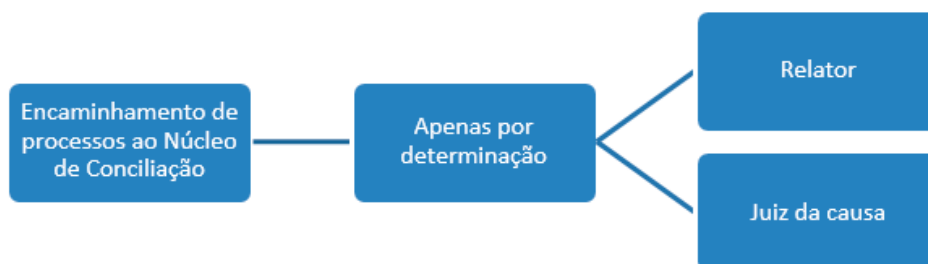 Encaminhamento de
processos ao Núcleo
de Conciliação
Apenas por
determinação
Relator
Juiz da causa